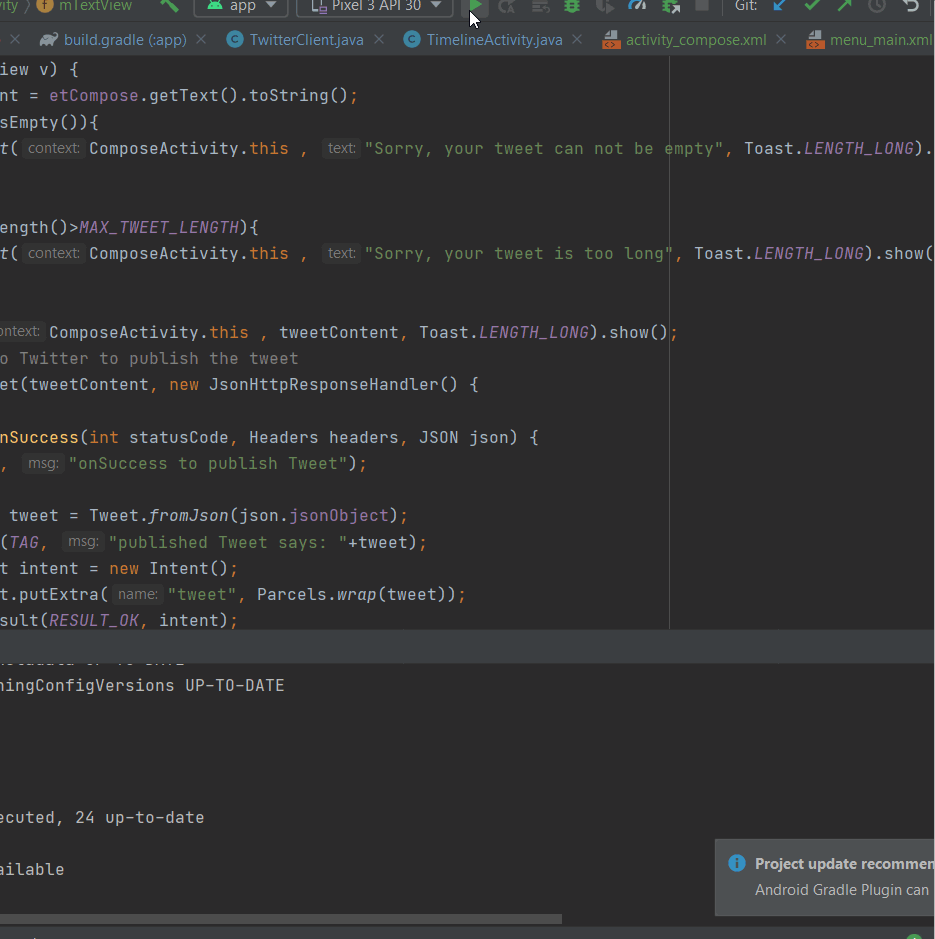 vity mTextView app Pixel 3 API 30 Git:
build.gradle (:app) TwitterClient.java TimelineActivity.java activity_compose.xml menu_main.xml
iew v) {
nt = etCompose.getText().toString();
sEmpty()){
t( context: ComposeActivity.this , text: "Sorry, your tweet can not be empty", Toast.LENGTH_LONG).
ength()>MAX_TWEET_LENGTH){
t( context: ComposeActivity.this , text: "Sorry, your tweet is too long", Toast.LENGTH_LONG).show(
ontext: ComposeActivity.this , tweetContent, Toast.LENGTH_LONG).show();
o Twitter to publish the tweet
et(tweetContent, new JsonHttpResponseHandler() {
nSuccess(int statusCode, Headers headers, JSON json) {
, msg: "onSuccess to publish Tweet");
tweet = Tweet.fromJson(json.jsonObject);
(TAG, msg: "published Tweet says: "+tweet);
t intent = new Intent();
t.putExtra( name: "tweet", Parcels.wrap(tweet));
sult(RESULT_OK, intent);
ningConfigVersions UP-TO-DATE
ecuted, 24 up-to-date
ailable
Project update recommen
Android Gradle Plugin can